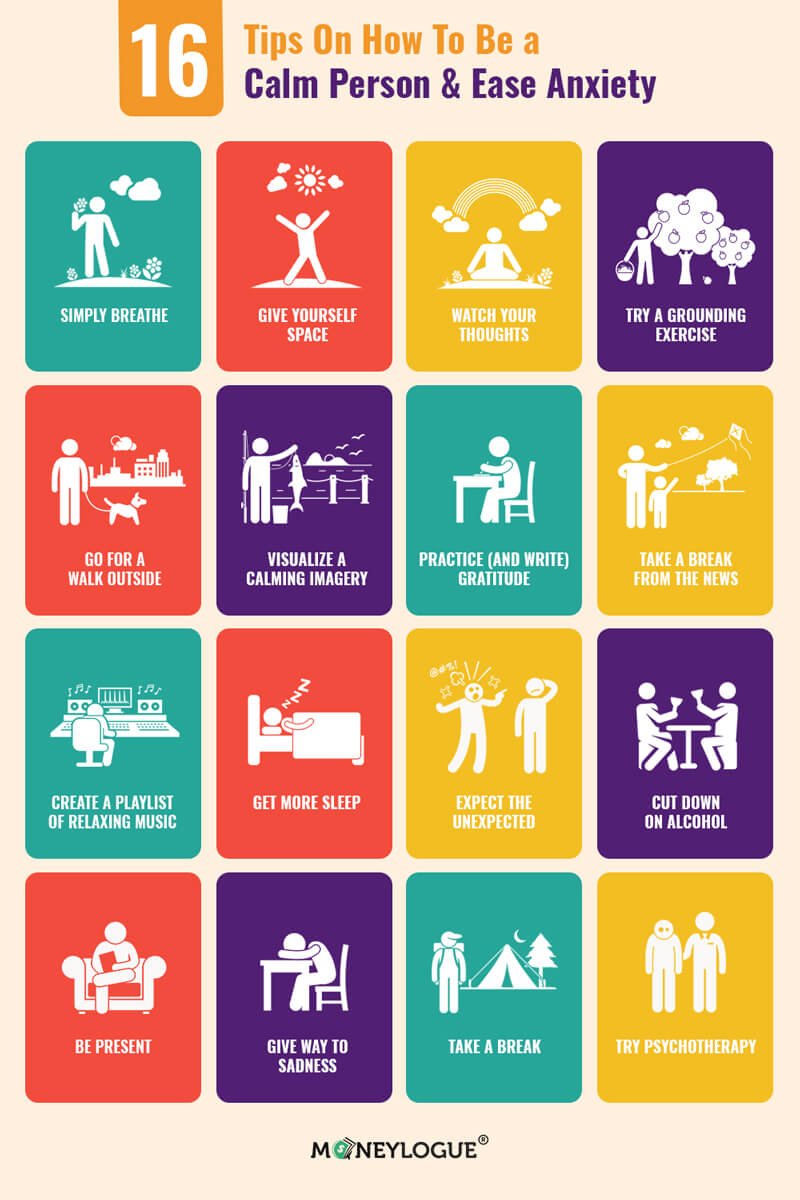 16
Tips On How To Be a
Calm Person & Ease Anxiety
SIMPLY BREATHE
GIVE YOURSELF
SPACE
WATCH YOUR
THOUGHTS
TRY A GROUNDING
EXERCISE
GO FOR A
WALK OUTSIDE
VISUALIZE A
CALMING IMAGERY
PRACTICE (AND WRITE)
GRATITUDE
TAKE A BREAK
FROM THE NEWS
CREATE A PLAYLIST
OF RELAXING MUSIC
ZZZZ
GET MORE SLEEP
@#%!
EXPECT THE
UNEXPECTED
CUT DOWN
ON ALCOHOL
BE PRESENT
GIVE WAY TO
SADNESS
TAKE A BREAK
TRY PSYCHOTHERAPY
MONEYLOGUE®